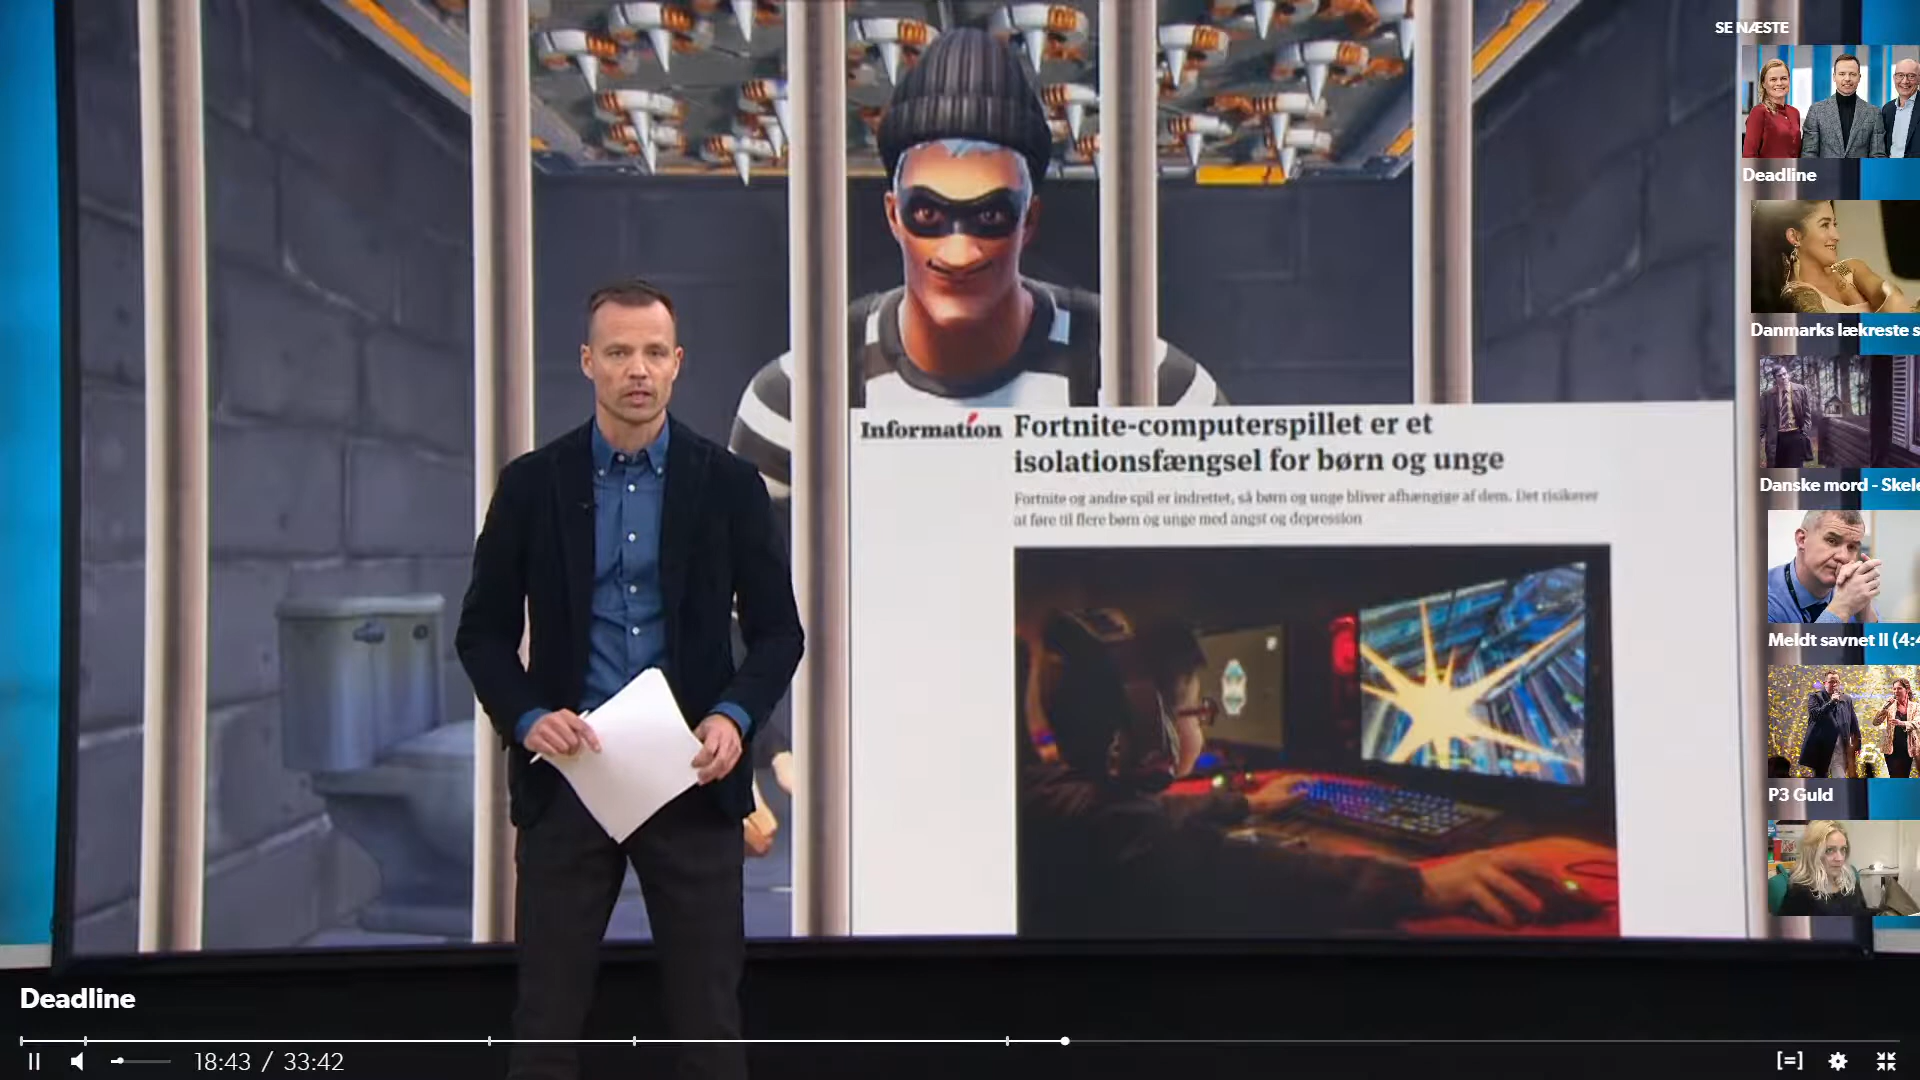 SE NÆSTE
Deadline
Danmarks lækreste s
Danske mord - Skele
Meldt savnet II (4:4
P3 Guld
Information
Fortnite-computerspillet er et
isolationsfængsel for børn og unge
Fortnite og andre spil er indrettet, så børn og unge bliver afhængige af dem. Det risikerer
at føre til flere børn og unge med angst og depression
Deadline
18:43 / 33:42